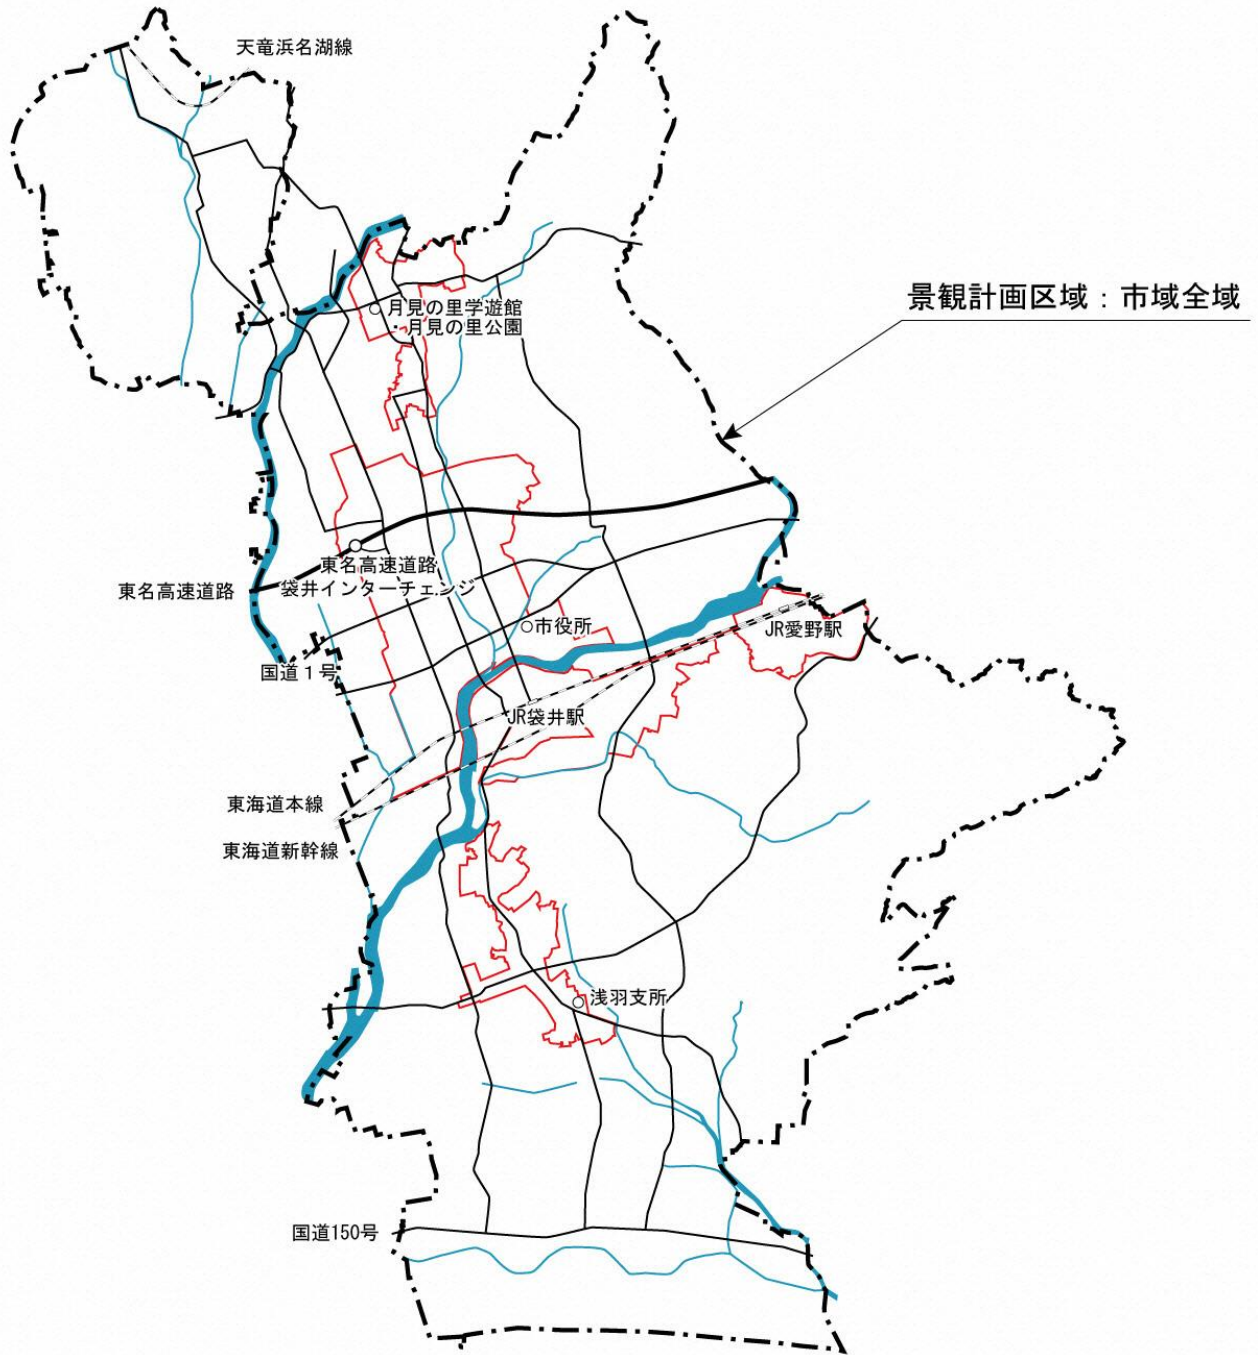 天竜浜名湖線
景観計画区域：市域全域
月見の里学遊館
・月見の里公園
東名高速道路
袋井インターチェンジ
東名高速道路
市役所
JR愛野駅
国道1号
JR袋井駅
東海道本線
東海道新幹線
浅羽支所
国道150号